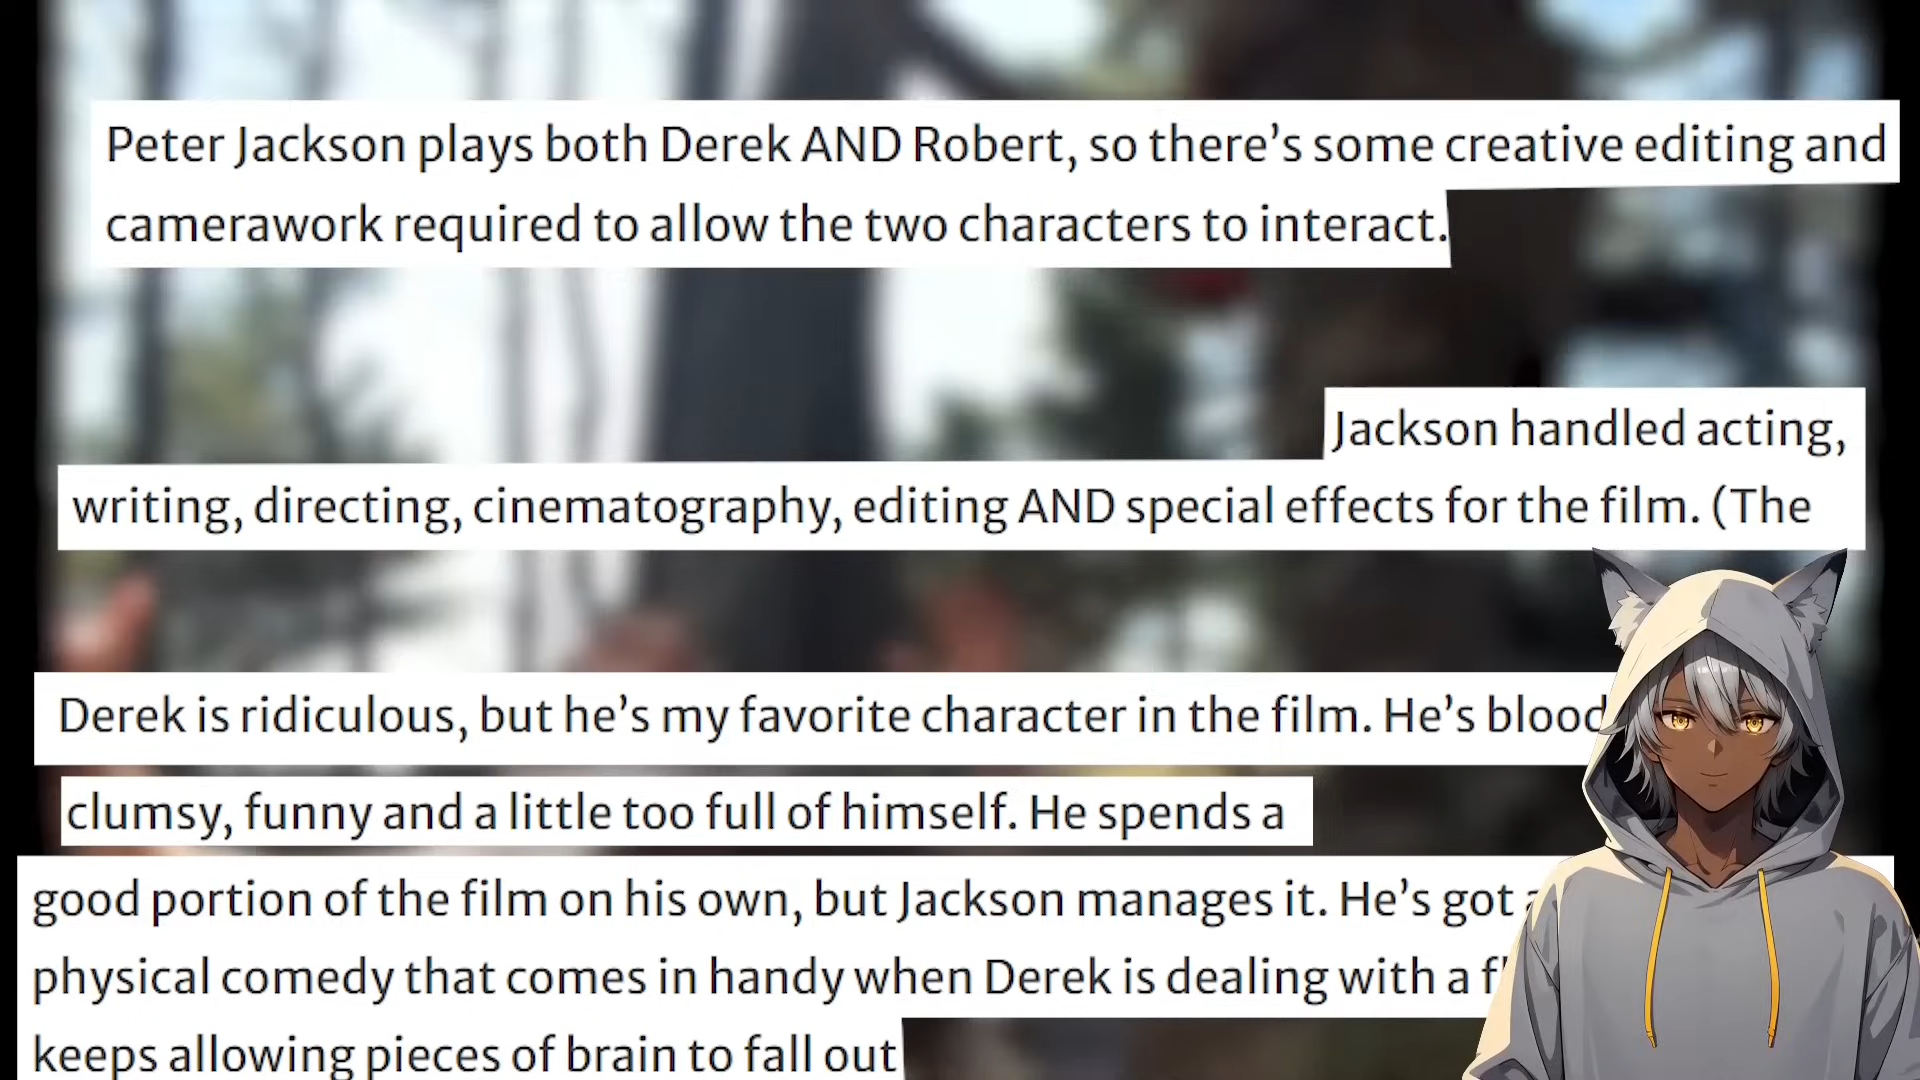 Peter Jackson plays both Derek AND Robert, so there’s some creative editing and
camerawork required to allow the two characters to interact.
Jackson handled acting,
writing, directing, cinematography, editing AND special effects for the film. (The
Derek is ridiculous, but he’s my favorite character in the film. He’s
clumsy, funny and a little too full of himself. He spends a
good portion of the film on his own, but Jackson manages it. He’s got
physical comedy that comes in handy when Derek is dealing with a
keeps allowing pieces of brain to fall out